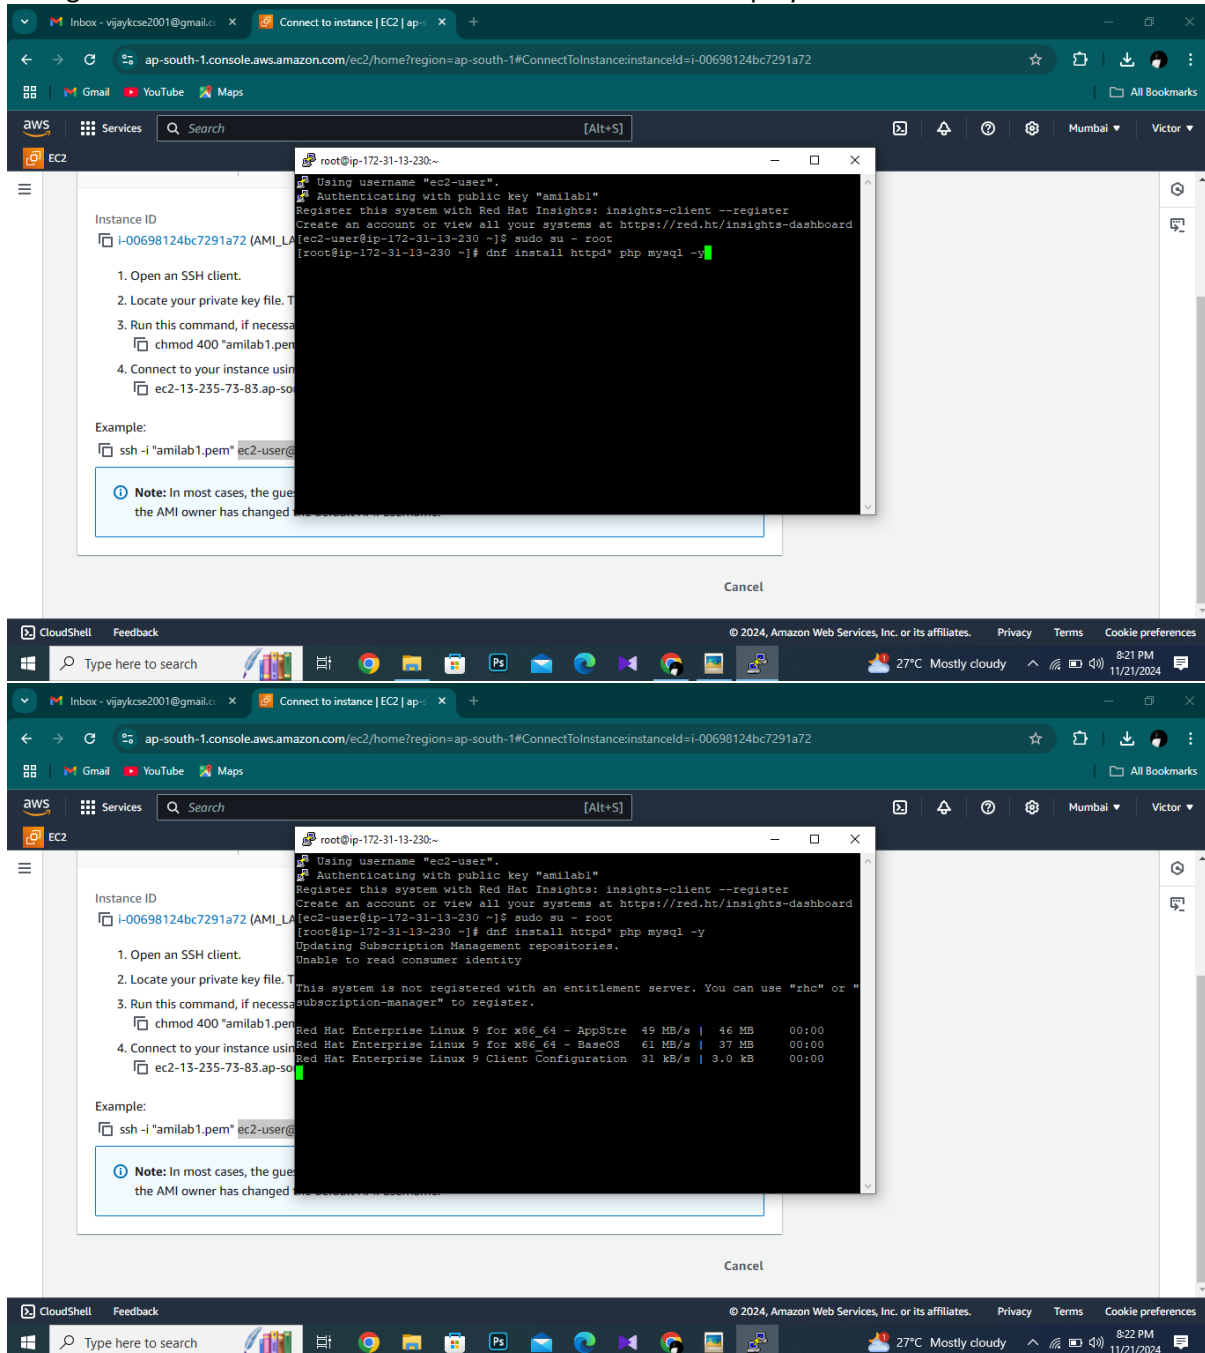 Inbox - vijaykcse2001@gmail.cc
Connect to instance | EC2 | ap-s
ap-south-1.console.aws.amazon.com/ec2/home?region=ap-south-1#ConnectToInstance:instanceId=i-00698124bc7291a72
Gmail YouTube Maps All Bookmarks
aws Services Search [Alt+S] Mumbai Victor
EC2
root@ip-172-31-13-230:~
Using username "ec2-user".
Authenticating with public key "amilab1"
Register this system with Red Hat Insights: insights-client --register
Create an account or view all your systems at https://red.ht/insights-dashboard
[ec2-user@ip-172-31-13-230 ~]$ sudo su - root
[root@ip-172-31-13-230 ~]# dnf install httpd* php mysql -y
Instance ID
i-00698124bc7291a72 (AMI_LA
1. Open an SSH client.
2. Locate your private key file. T
3. Run this command, if necessa
chmod 400 "amilab1.pem
4. Connect to your instance usin
ec2-13-235-73-83.ap-sou
Example:
ssh -i "amilab1.pem" ec2-user@
Note: In most cases, the gues
the AMI owner has changed the default AMI username.
Cancel
CloudShell Feedback © 2024, Amazon Web Services, Inc. or its affiliates. Privacy Terms Cookie preferences
Type here to search Ps 27°C Mostly cloudy 8:21 PM
11/21/2024
Inbox - vijaykcse2001@gmail.cc
Connect to instance | EC2 | ap-s
ap-south-1.console.aws.amazon.com/ec2/home?region=ap-south-1#ConnectToInstance:instanceId=i-00698124bc7291a72
Gmail YouTube Maps All Bookmarks
aws Services Search [Alt+S] Mumbai Victor
EC2
root@ip-172-31-13-230:~
Using username "ec2-user".
Authenticating with public key "amilab1"
Register this system with Red Hat Insights: insights-client --register
Create an account or view all your systems at https://red.ht/insights-dashboard
[ec2-user@ip-172-31-13-230 ~]$ sudo su - root
[root@ip-172-31-13-230 ~]# dnf install httpd* php mysql -y
Updating Subscription Management repositories.
Unable to read consumer identity
This system is not registered with an entitlement server. You can use "rhc" or "
subscription-manager" to register.
Red Hat Enterprise Linux 9 for x86_64 - AppStre 49 MB/s | 46 MB 00:00
Red Hat Enterprise Linux 9 for x86_64 - BaseOS 61 MB/s | 37 MB 00:00
Red Hat Enterprise Linux 9 Client Configuration 31 kB/s | 3.0 kB 00:00
Instance ID
i-00698124bc7291a72 (AMI_LA
1. Open an SSH client.
2. Locate your private key file. T
3. Run this command, if necessa
chmod 400 "amilab1.pem
4. Connect to your instance usin
ec2-13-235-73-83.ap-sou
Example:
ssh -i "amilab1.pem" ec2-user@
Note: In most cases, the gues
the AMI owner has changed the default AMI username.
Cancel
CloudShell Feedback © 2024, Amazon Web Services, Inc. or its affiliates. Privacy Terms Cookie preferences
Type here to search Ps 27°C Mostly cloudy 8:22 PM
11/21/2024